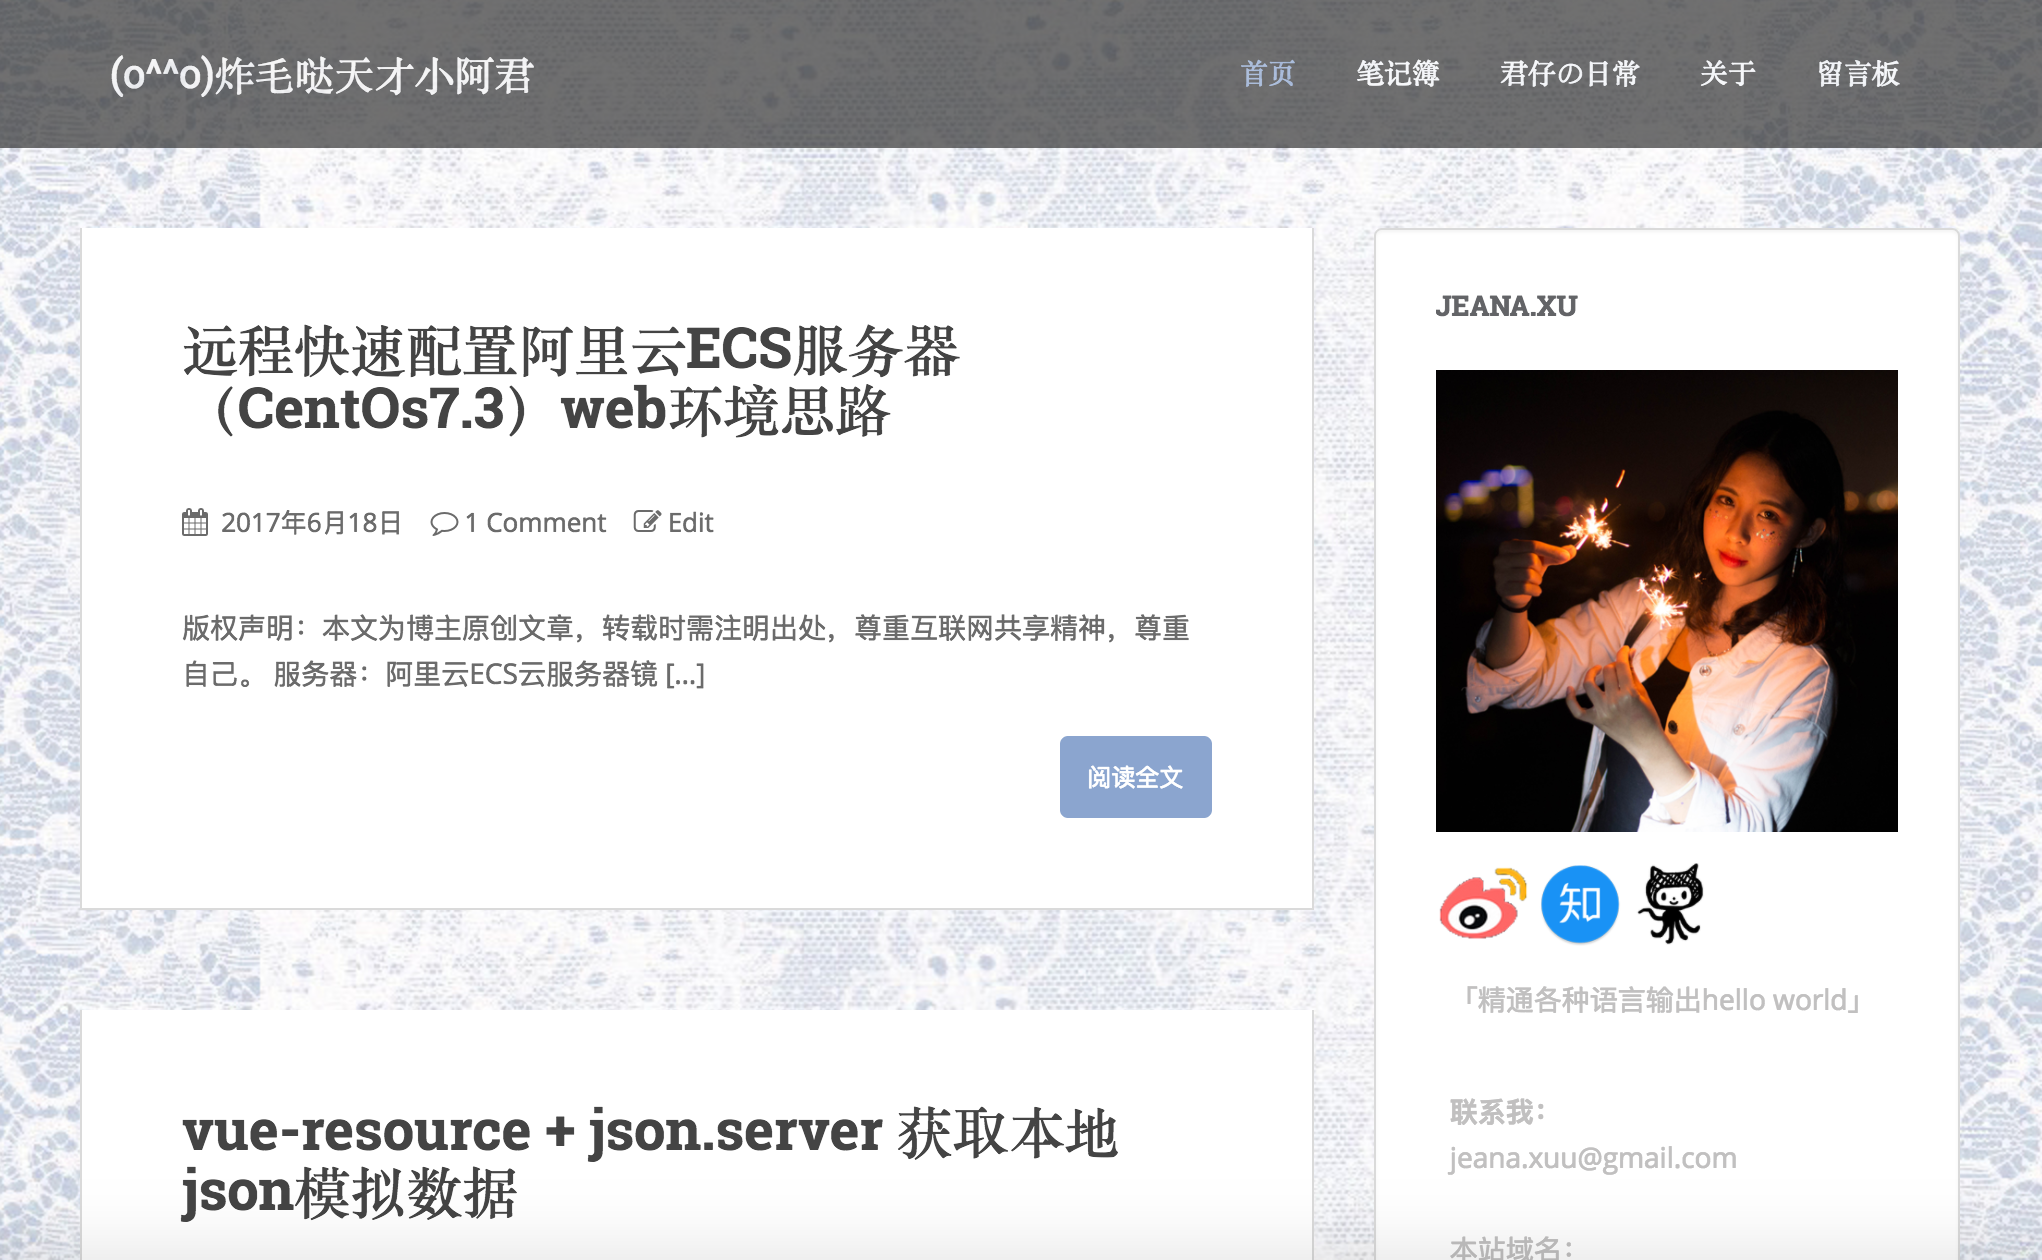 (o^^o)炸毛哒天才小阿君
首页 笔记簿 君仔の日常 关于 留言板
远程快速配置阿里云ECS服务器
（CentOs7.3）web环境思路
2017年6月18日 1 Comment Edit
版权声明：本文为博主原创文章，转载时需注明出处，尊重互联网共享精神，尊重
自己。 服务器：阿里云ECS云服务器镜 [...]
阅读全文
vue-resource + json.server 获取本地
json模拟数据
JEANA.XU
知
「精通各种语言输出hello world」
联系我：
jeana.xuu@gmail.com
本站域名：